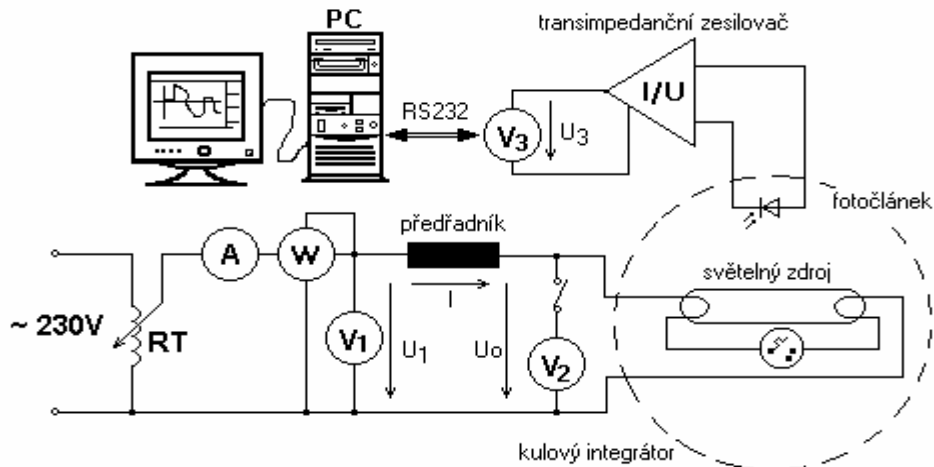 PC
transimpedanční zesilovač
I/U
RS232
V3
U3
fotočlánek
předřadník
A
W
světelný zdroj
I
~ 230V
RT
V1
U1
Uo
V2
kulový integrátor